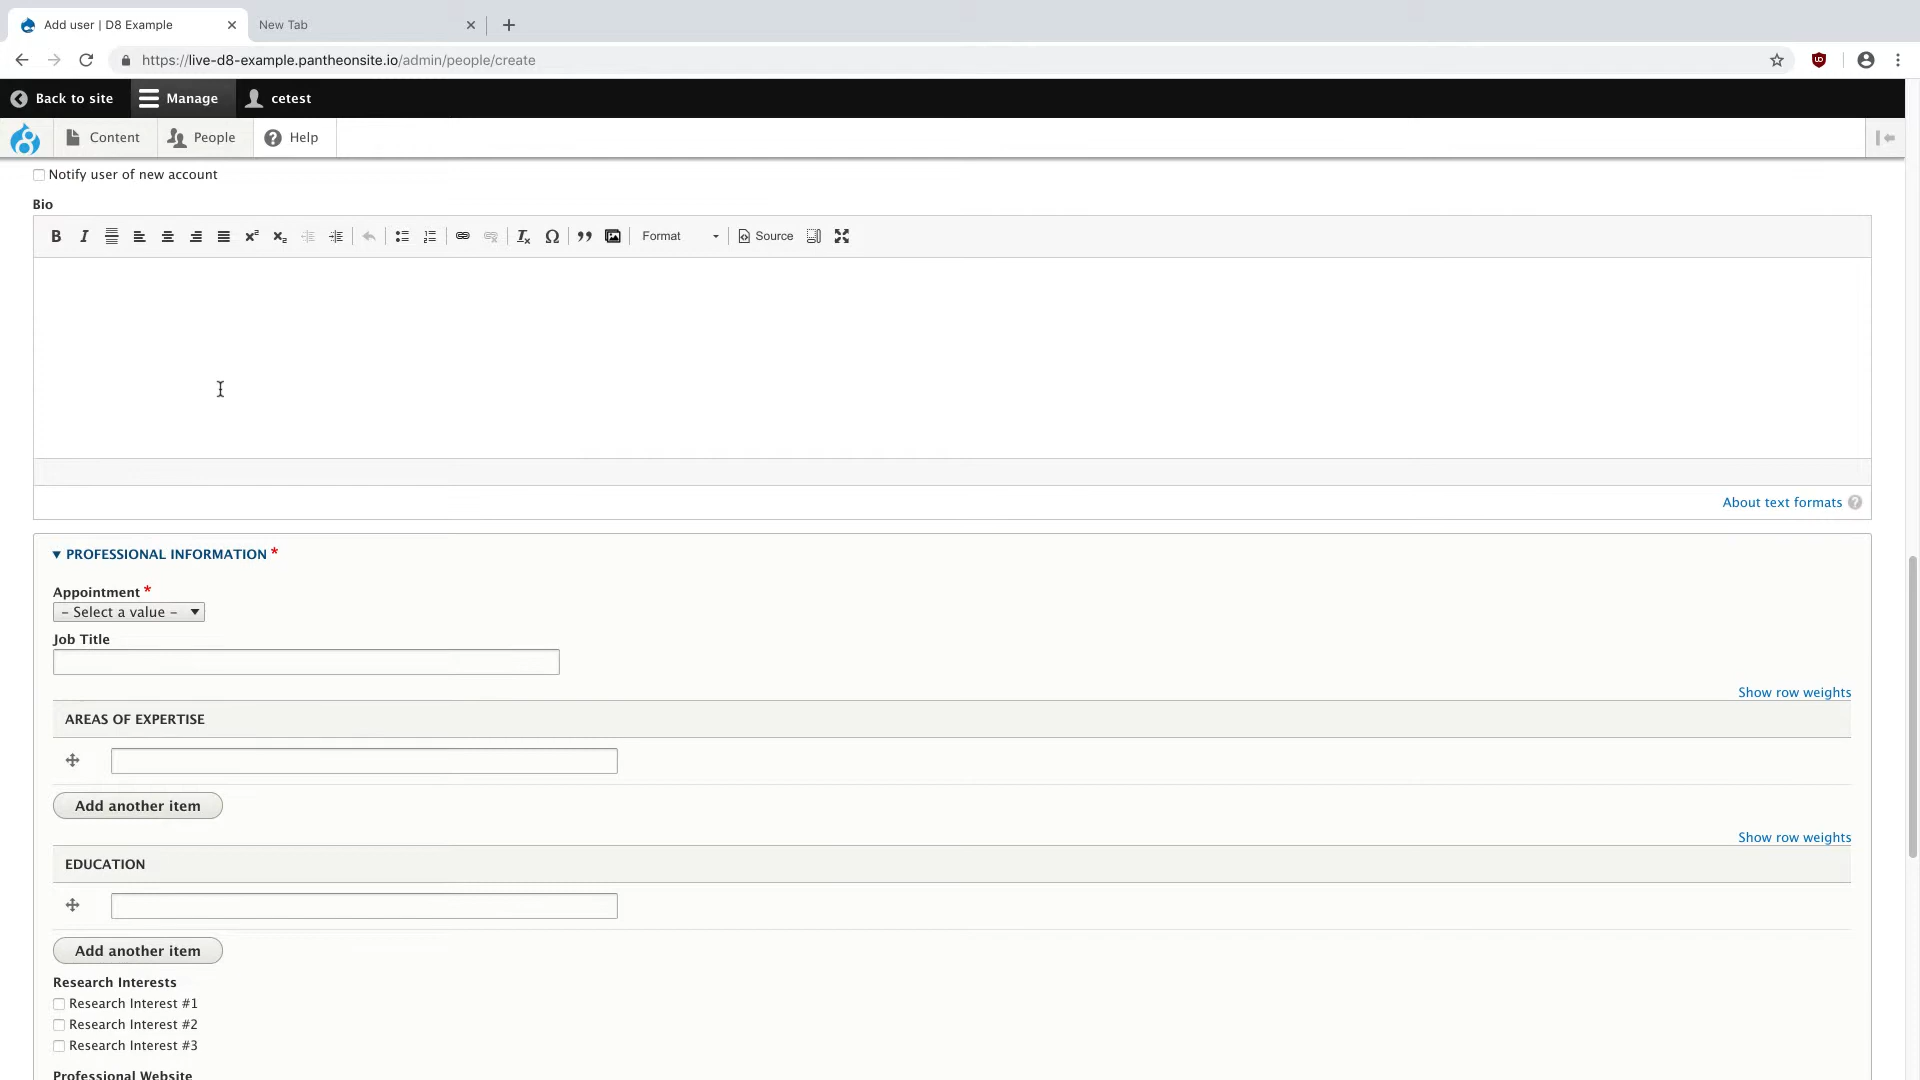 Add user | D8 Example
New Tab
https://live-d8-example.pantheonsite.io/admin/people/create
Back to site
Manage
cetest
Content
People
Help
Notify user of new account
Bio
Format
Source
About text formats
PROFESSIONAL INFORMATION *
Appointment *
– Select a value –
Job Title
Show row weights
AREAS OF EXPERTISE
Add another item
Show row weights
EDUCATION
Add another item
Research Interests
Research Interest #1
Research Interest #2
Research Interest #3
Professional Website